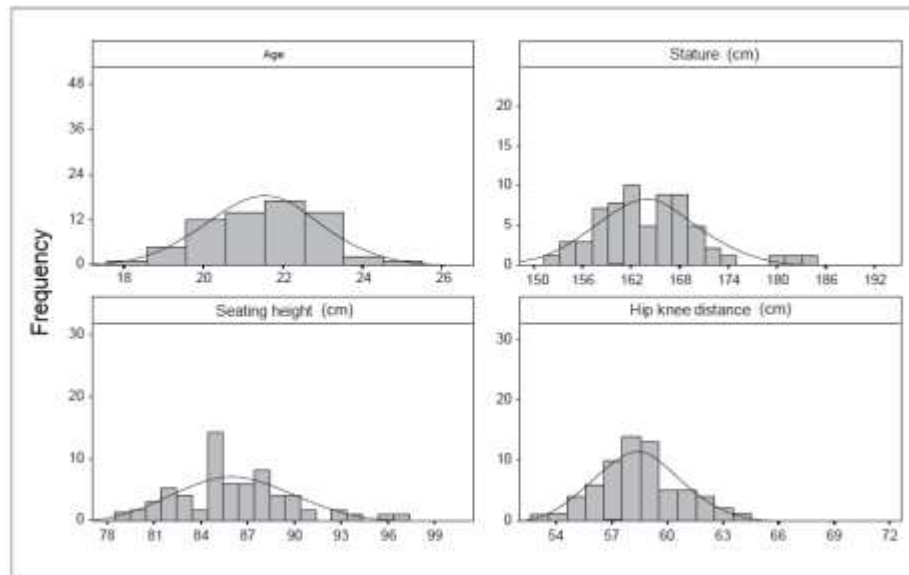 Frequency
Age
48
36
24
12
0
18 20 22 24 26
Stature (cm)
20
15
10
5
0
150 156 162 168 174 180 186 192
Seating height (cm)
30
20
10
0
78 81 84 87 90 93 96 99
Hip knee distance (cm)
30
20
10
0
54 57 60 63 66 69 72